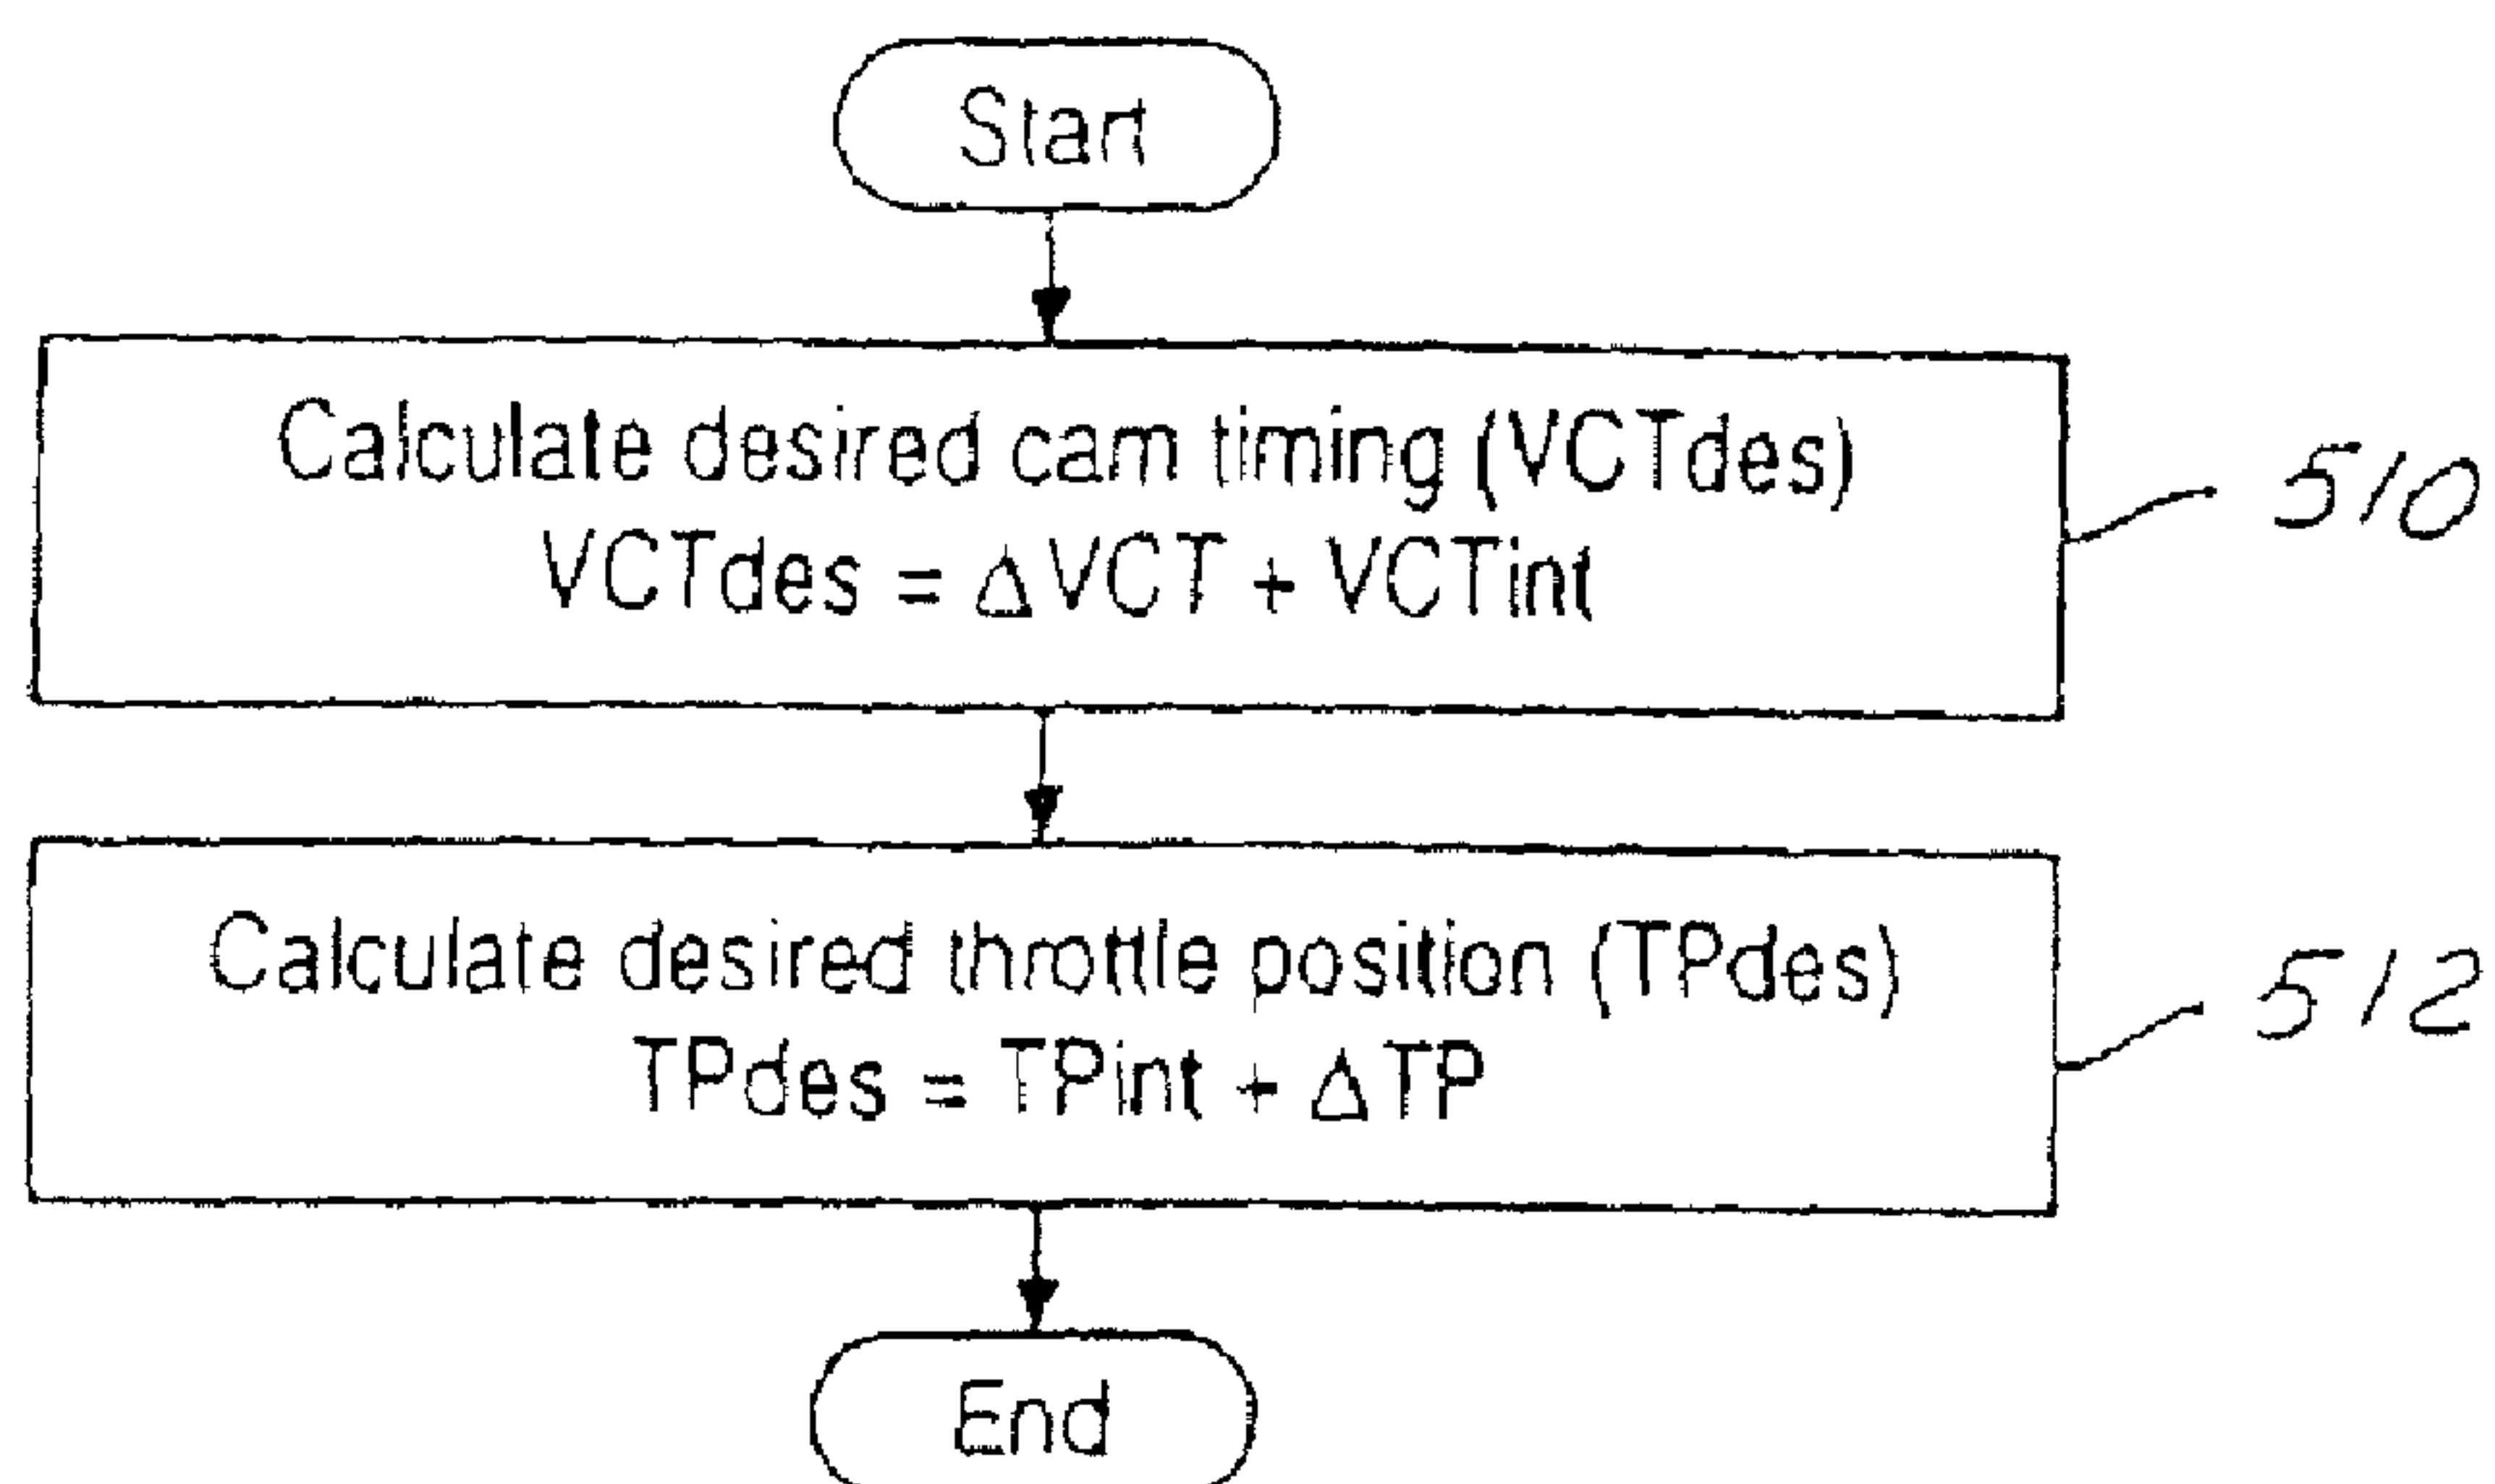 Start
Calculate desired cam timing (VCTdes)
VCTdes = ΔVCT + VCTint
510
Calculate desired throttle position (TPdes)
TPdes = TPint + ΔTP
512
End